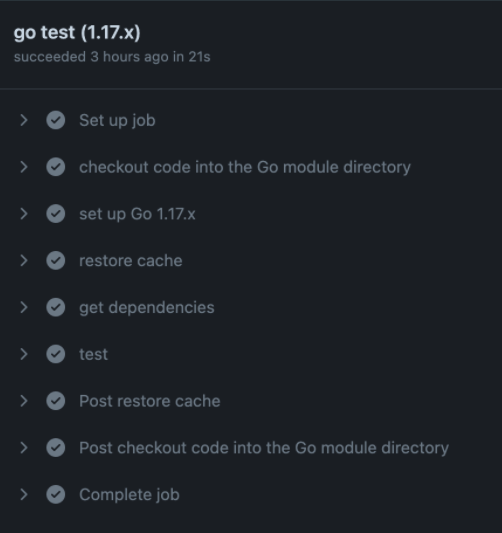 go test (1.17.x)
succeeded 3 hours ago in 21s
Set up job
checkout code into the Go module directory
set up Go 1.17.x
restore cache
get dependencies
test
Post restore cache
Post checkout code into the Go module directory
Complete job